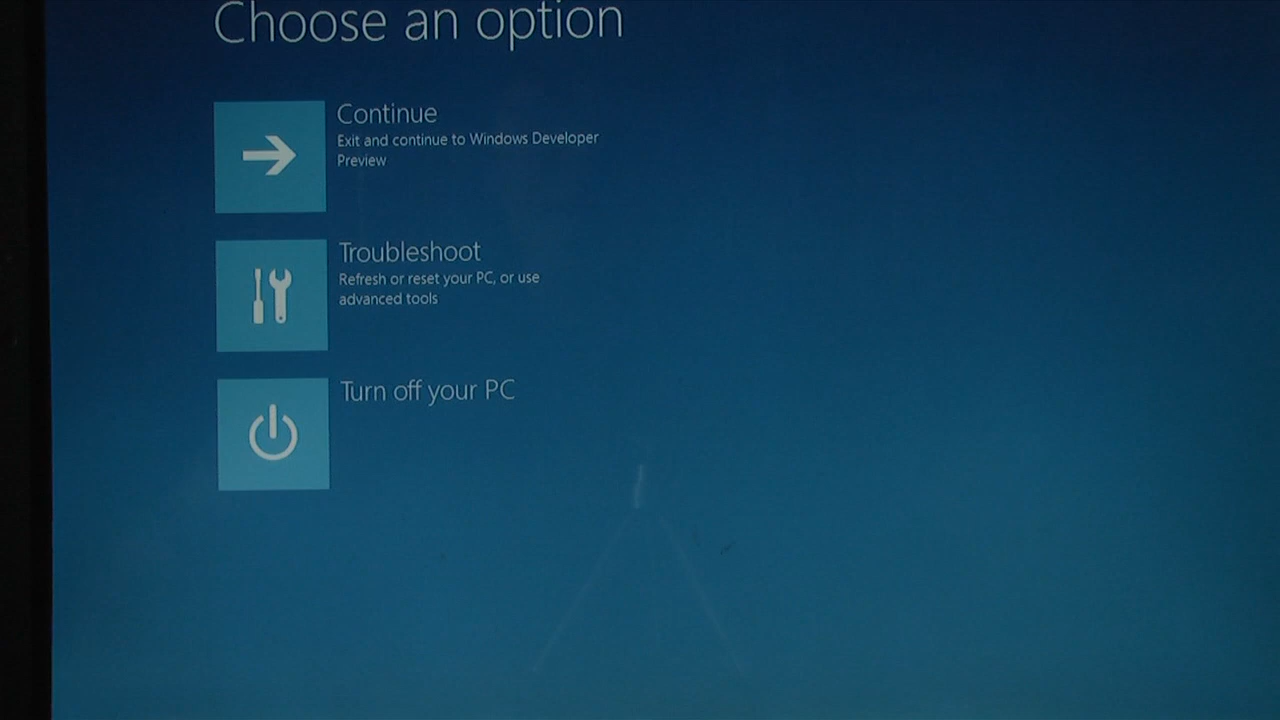 Choose an option
Continue
Exit and continue to Windows Developer
Preview
Troubleshoot
Refresh or reset your PC, or use
advanced tools
Turn off your PC